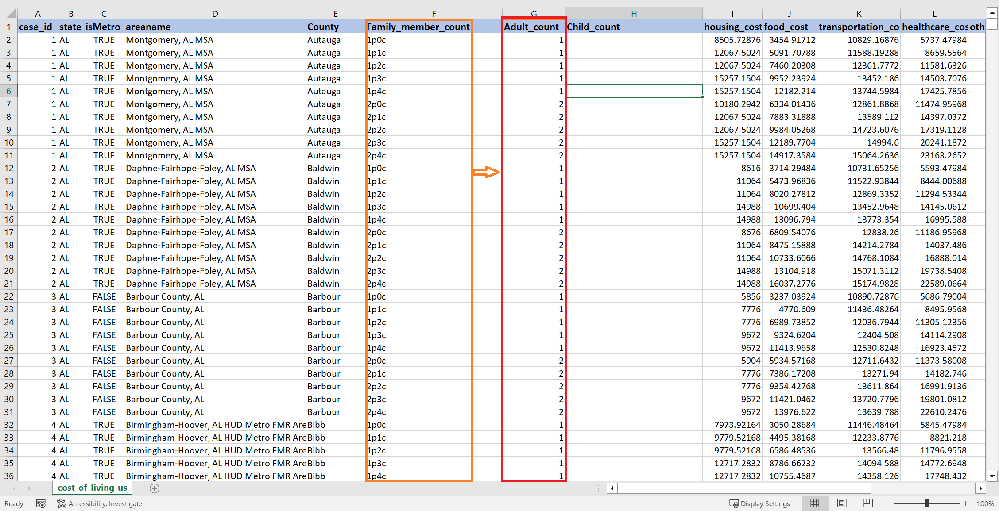 A B C D E F G H I J K L
1 case_id state isMetro areaname County Family_member_count Adult_count Child_count housing_cost food_cost transportation_co healthcare_cos oth
2 1 AL TRUE Montgomery, AL MSA Autauga 1p0c 1 8505.72876 3454.91712 10829.16876 5737.47984
3 1 AL TRUE Montgomery, AL MSA Autauga 1p1c 1 12067.5024 5091.70788 11588.19288 8659.5564
4 1 AL TRUE Montgomery, AL MSA Autauga 1p2c 1 12067.5024 7460.20308 12361.7772 11581.6326
5 1 AL TRUE Montgomery, AL MSA Autauga 1p3c 1 15257.1504 9952.23924 13452.186 14503.7076
6 1 AL TRUE Montgomery, AL MSA Autauga 1p4c 1 15257.1504 12182.214 13744.5984 17425.7856
7 1 AL TRUE Montgomery, AL MSA Autauga 2p0c 2 10180.2942 6334.01436 12861.8868 11474.95968
8 1 AL TRUE Montgomery, AL MSA Autauga 2p1c 2 12067.5024 7883.31888 13589.112 14397.0372
9 1 AL TRUE Montgomery, AL MSA Autauga 2p2c 2 12067.5024 9984.05268 14723.6076 17319.1128
10 1 AL TRUE Montgomery, AL MSA Autauga 2p3c 2 15257.1504 12189.7704 14994.6 20241.1872
11 1 AL TRUE Montgomery, AL MSA Autauga 2p4c 2 15257.1504 14917.3584 15064.2636 23163.2652
12 2 AL TRUE Daphne-Fairhope-Foley, AL MSA Baldwin 1p0c 1 8616 3714.29484 10731.65256 5593.47984
13 2 AL TRUE Daphne-Fairhope-Foley, AL MSA Baldwin 1p1c 1 11064 5473.96836 11522.93844 8444.00688
14 2 AL TRUE Daphne-Fairhope-Foley, AL MSA Baldwin 1p2c 1 11064 8020.27812 12869.3352 11294.53344
15 2 AL TRUE Daphne-Fairhope-Foley, AL MSA Baldwin 1p3c 1 14988 10699.404 13452.9648 14145.0612
16 2 AL TRUE Daphne-Fairhope-Foley, AL MSA Baldwin 1p4c 1 14988 13096.794 13773.354 16995.588
17 2 AL TRUE Daphne-Fairhope-Foley, AL MSA Baldwin 2p0c 2 8676 6809.54076 12838.26 11186.95968
18 2 AL TRUE Daphne-Fairhope-Foley, AL MSA Baldwin 2p1c 2 11064 8475.15888 14214.2784 14037.486
19 2 AL TRUE Daphne-Fairhope-Foley, AL MSA Baldwin 2p2c 2 11064 10733.6066 14768.1084 16888.014
20 2 AL TRUE Daphne-Fairhope-Foley, AL MSA Baldwin 2p3c 2 14988 13104.918 15071.3112 19738.5408
21 2 AL TRUE Daphne-Fairhope-Foley, AL MSA Baldwin 2p4c 2 14988 16037.2776 15174.9828 22589.0664
22 3 AL FALSE Barbour County, AL Barbour 1p0c 1 5856 3237.03924 10890.72876 5686.79004
23 3 AL FALSE Barbour County, AL Barbour 1p1c 1 7776 4770.609 11436.48264 8495.9568
24 3 AL FALSE Barbour County, AL Barbour 1p2c 1 7776 6989.73852 12036.7944 11305.12356
25 3 AL FALSE Barbour County, AL Barbour 1p3c 1 9672 9324.6204 12404.508 14114.2908
26 3 AL FALSE Barbour County, AL Barbour 1p4c 1 9672 11413.9658 12530.8248 16923.4572
27 3 AL FALSE Barbour County, AL Barbour 2p0c 2 5904 5934.57168 12711.6432 11373.58008
28 3 AL FALSE Barbour County, AL Barbour 2p1c 2 7776 7386.17208 13271.94 14182.746
29 3 AL FALSE Barbour County, AL Barbour 2p2c 2 7776 9354.42768 13611.864 16991.9136
30 3 AL FALSE Barbour County, AL Barbour 2p3c 2 9672 11421.0462 13720.7796 19801.0812
31 3 AL FALSE Barbour County, AL Barbour 2p4c 2 9672 13976.622 13639.788 22610.2476
32 4 AL TRUE Birmingham-Hoover, AL HUD Metro FMR Are Bibb 1p0c 1 7973.92164 3050.28684 11446.48464 5845.47984
33 4 AL TRUE Birmingham-Hoover, AL HUD Metro FMR Are Bibb 1p1c 1 9779.52168 4495.38168 12233.8776 8821.218
34 4 AL TRUE Birmingham-Hoover, AL HUD Metro FMR Are Bibb 1p2c 1 9779.52168 6586.48536 13566.48 11796.9558
35 4 AL TRUE Birmingham-Hoover, AL HUD Metro FMR Are Bibb 1p3c 1 12717.2832 8786.66232 14094.588 14772.6948
36 4 AL TRUE Birmingham-Hoover, AL HUD Metro FMR Are Bibb 1p4c 1 12717.2832 10755.4687 14358.126 17748.432
cost_of_living_us
Ready Accessibility: Investigate Display Settings 100%